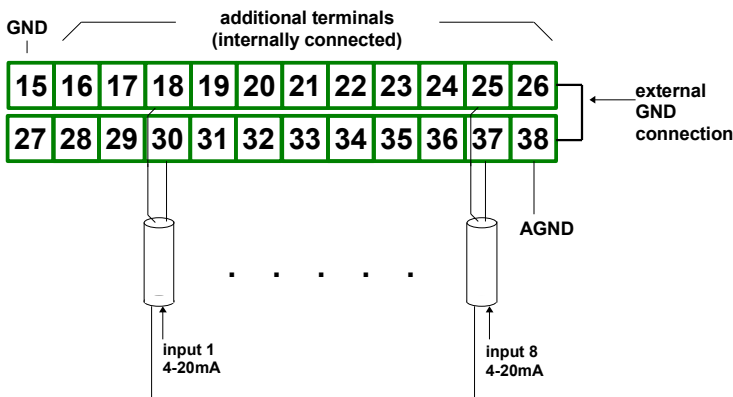 additional terminals
(internally connected)
GND
15 16 17 18 19 20 21 22 23 24 25 26
27 28 29 30 31 32 33 34 35 36 37 38
external
GND
connection
AGND
input 1
4-20mA
input 8
4-20mA